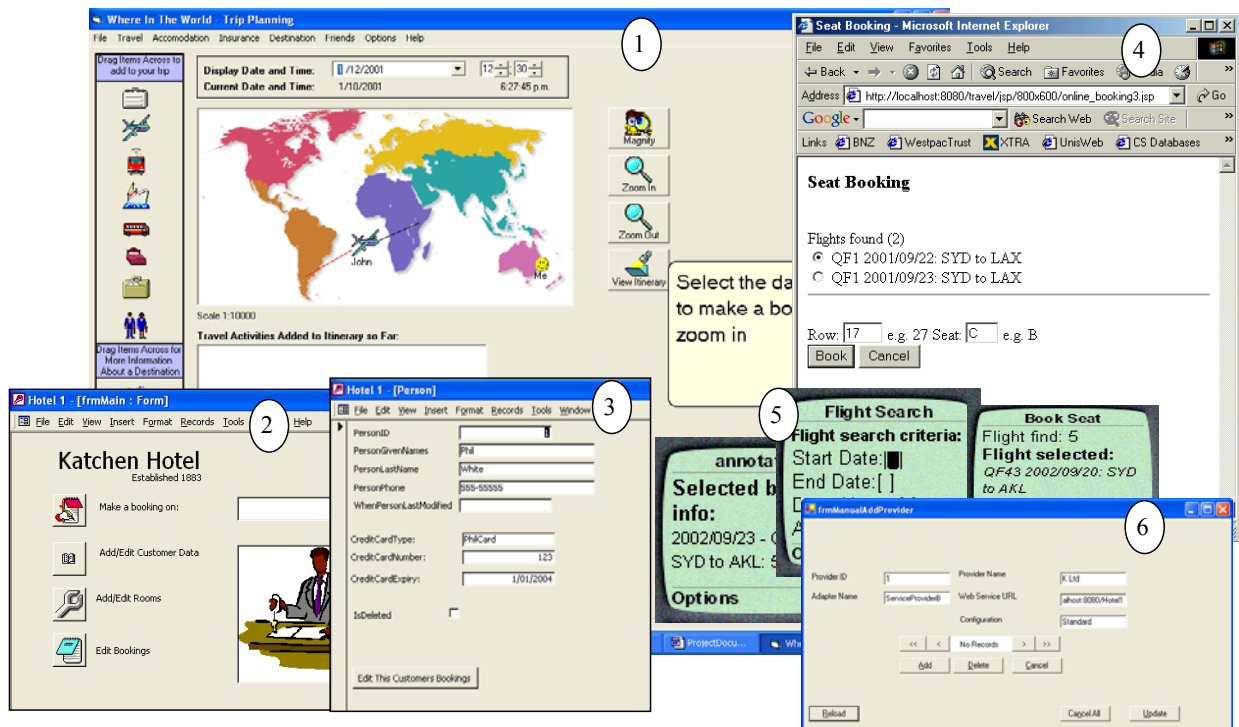 Where In The World - Trip Planning
File Travel Accomodation Insurance Destination Friends Options Help
1
Drag Items Across to
add to your trip
Display Date and Time: 1/12/2001 12 : 30
Current Date and Time: 1/10/2001 6:27:45 p.m.
Magnity
Zoom In
Zoom Out
View Itinerary
John
Me
Scale 1:10000
Travel Activities Added to Itinerary so Far:
Drag Items Across for
More Information
About a Destination
Select the da
to make a bo
zoom in
ProjectDocu...
Wh
Hotel 1 - [frmMain : Form]
File Edit View Insert Format Records Tools Help
2
Katchen Hotel
Established 1883
Make a booking on:
Add/Edit Customer Data
Add/Edit Rooms
Edit Bookings
Hotel 1 - [Person]
File Edit View Insert Format Records Tools Window
3
PersonID
PersonGivenNames Phil
PersonLastName White
PersonPhone 555-55555
WhenPersonLastModified
CreditCardType: PhilCard
CreditCardNumber: 123
CreditCardExpiry: 1/01/2004
IsDeleted
Edit This Customers Bookings
Seat Booking - Microsoft Internet Explorer
File Edit View Favorites Tools Help
4
Back Search Favorites
Address http://localhost:8080/travel/jsp/800x600/online_booking3.jsp Go
Google Search Web Search Site
Links BNZ WestpacTrust XTRA UnisWeb CS Databases
Seat Booking
Flights found (2)
QF1 2001/09/22: SYD to LAX
QF1 2001/09/23: SYD to LAX
Row: 17 e.g. 27 Seat: C e.g. B
Book Cancel
5
annota
Selected b
info:
2002/09/23 -
SYD to AKL: 5
Options
Flight Search
Flight search criteria:
Start Date:[ ]
End Date:[ ]
Book Seat
Flight find: 5
Flight selected:
QF43 2002/09/20: SYD
to AKL
frmManualAddProvider
6
Provider ID 1 Provider Name K Ltd
Adapter Name ServiceProviderB Web Service URL alhost:8080/Hotel1
Configuration Standard
<< < No Records > >>
Add Delete Cancel
Reload Cancel All Update